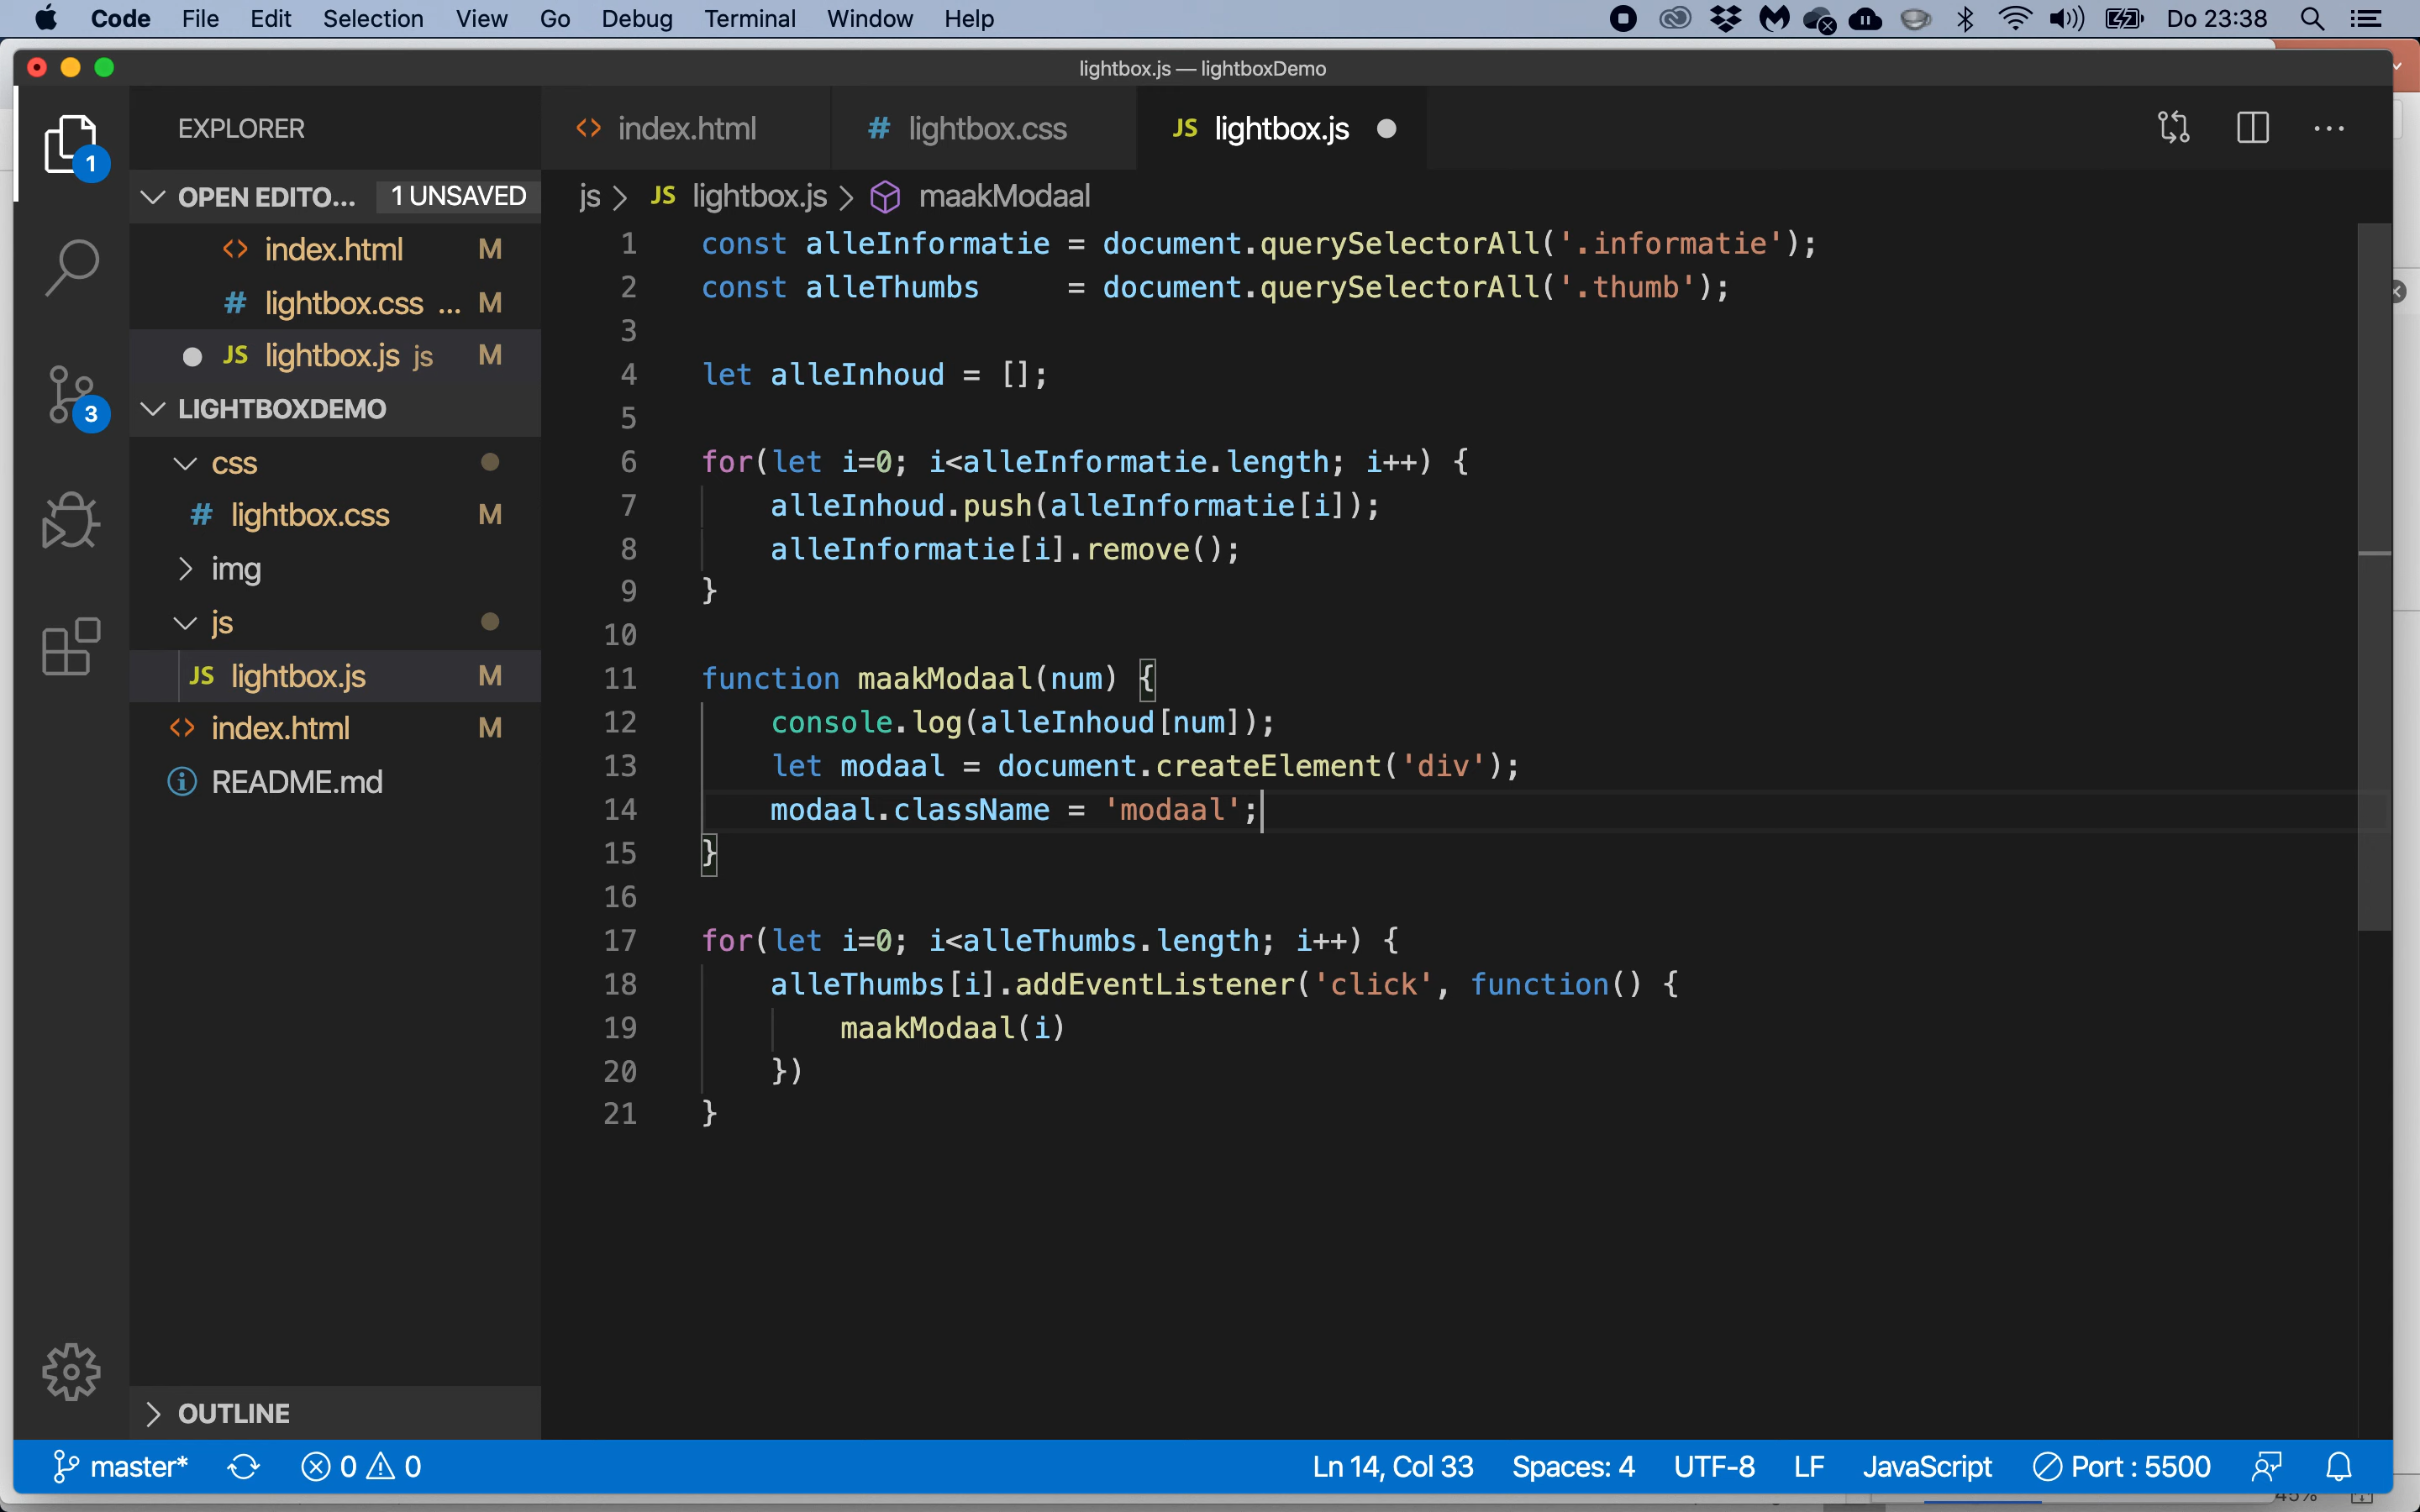 Code File Edit Selection View Go Debug Terminal Window Help Do 23:38
lightbox.js — lightboxDemo
EXPLORER
index.html
lightbox.css
JS lightbox.js
1
OPEN EDITO... 1 UNSAVED
js > JS lightbox.js > maakModaal
index.html M
# lightbox.css ... M
JS lightbox.js js M
3
LIGHTBOXDEMO
css
# lightbox.css M
img
js
JS lightbox.js M
index.html M
README.md
1 const alleInformatie = document.querySelectorAll('.informatie');
2 const alleThumbs     = document.querySelectorAll('.thumb');
3
4 let alleInhoud = [];
5
6 for(let i=0; i<alleInformatie.length; i++) {
7     alleInhoud.push(alleInformatie[i]);
8     alleInformatie[i].remove();
9 }
10
11 function maakModaal(num) {
12     console.log(alleInhoud[num]);
13     let modaal = document.createElement('div');
14     modaal.className = 'modaal';
15 }
16
17 for(let i=0; i<alleThumbs.length; i++) {
18     alleThumbs[i].addEventListener('click', function() {
19         maakModaal(i)
20     })
21 }
OUTLINE
master* 0 0 Ln 14, Col 33 Spaces: 4 UTF-8 LF JavaScript Port : 5500
45%